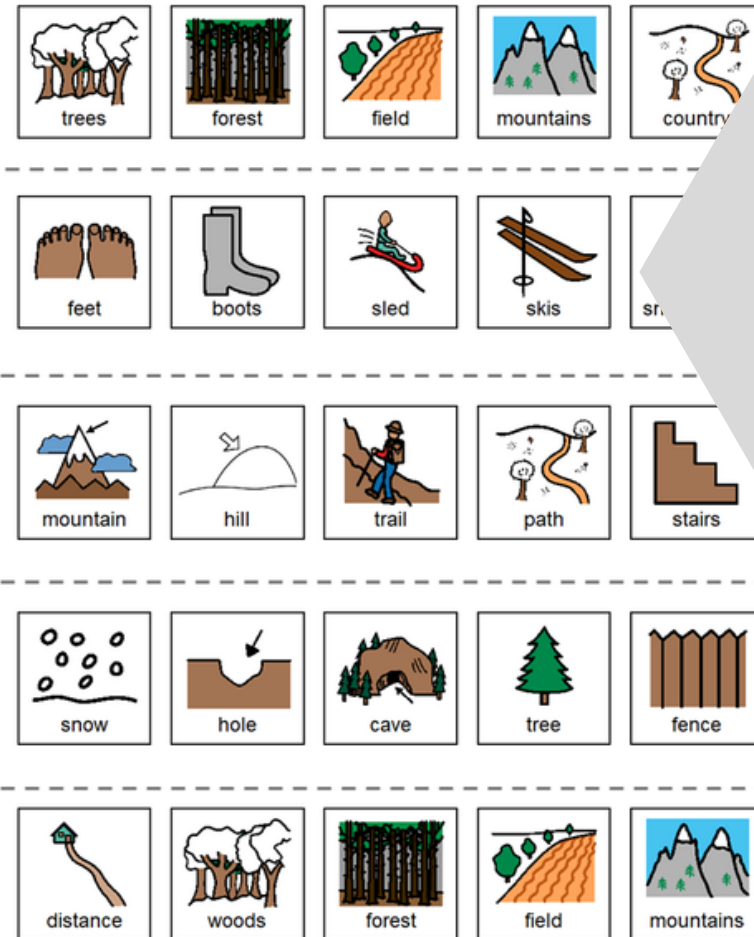 trees forest field mountains country
feet boots sled skis
mountain hill trail path stairs
snow hole cave tree fence
distance woods forest field mountains